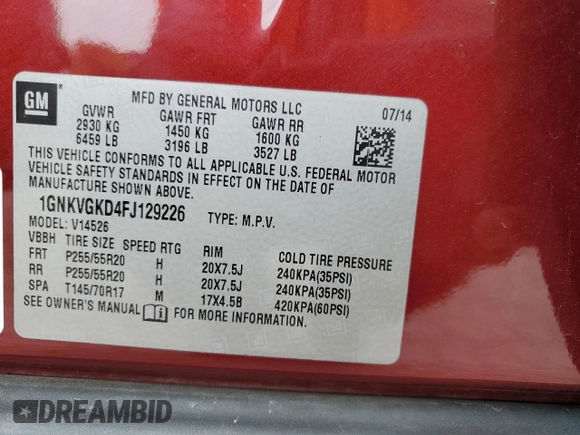 GM
MFD BY GENERAL MOTORS LLC
07/14
GVWR GAWR FRT GAWR RR
2930 KG 1450 KG 1600 KG
6459 LB 3196 LB 3527 LB
THIS VEHICLE CONFORMS TO ALL APPLICABLE U.S. FEDERAL MOTOR
VEHICLE SAFETY STANDARDS IN EFFECT ON THE DATE OF
MANUFACTURE SHOWN ABOVE.
1GNKVGKD4FJ129226 TYPE: M.P.V.
MODEL: V14526
VBBH TIRE SIZE SPEED RTG RIM COLD TIRE PRESSURE
FRT P255/55R20 H 20X7.5J 240KPA(35PSI)
RR P255/55R20 H 20X7.5J 240KPA(35PSI)
SPA T145/70R17 M 17X4.5B 420KPA(60PSI)
SEE OWNER'S MANUAL FOR MORE INFORMATION.
DREAMBID